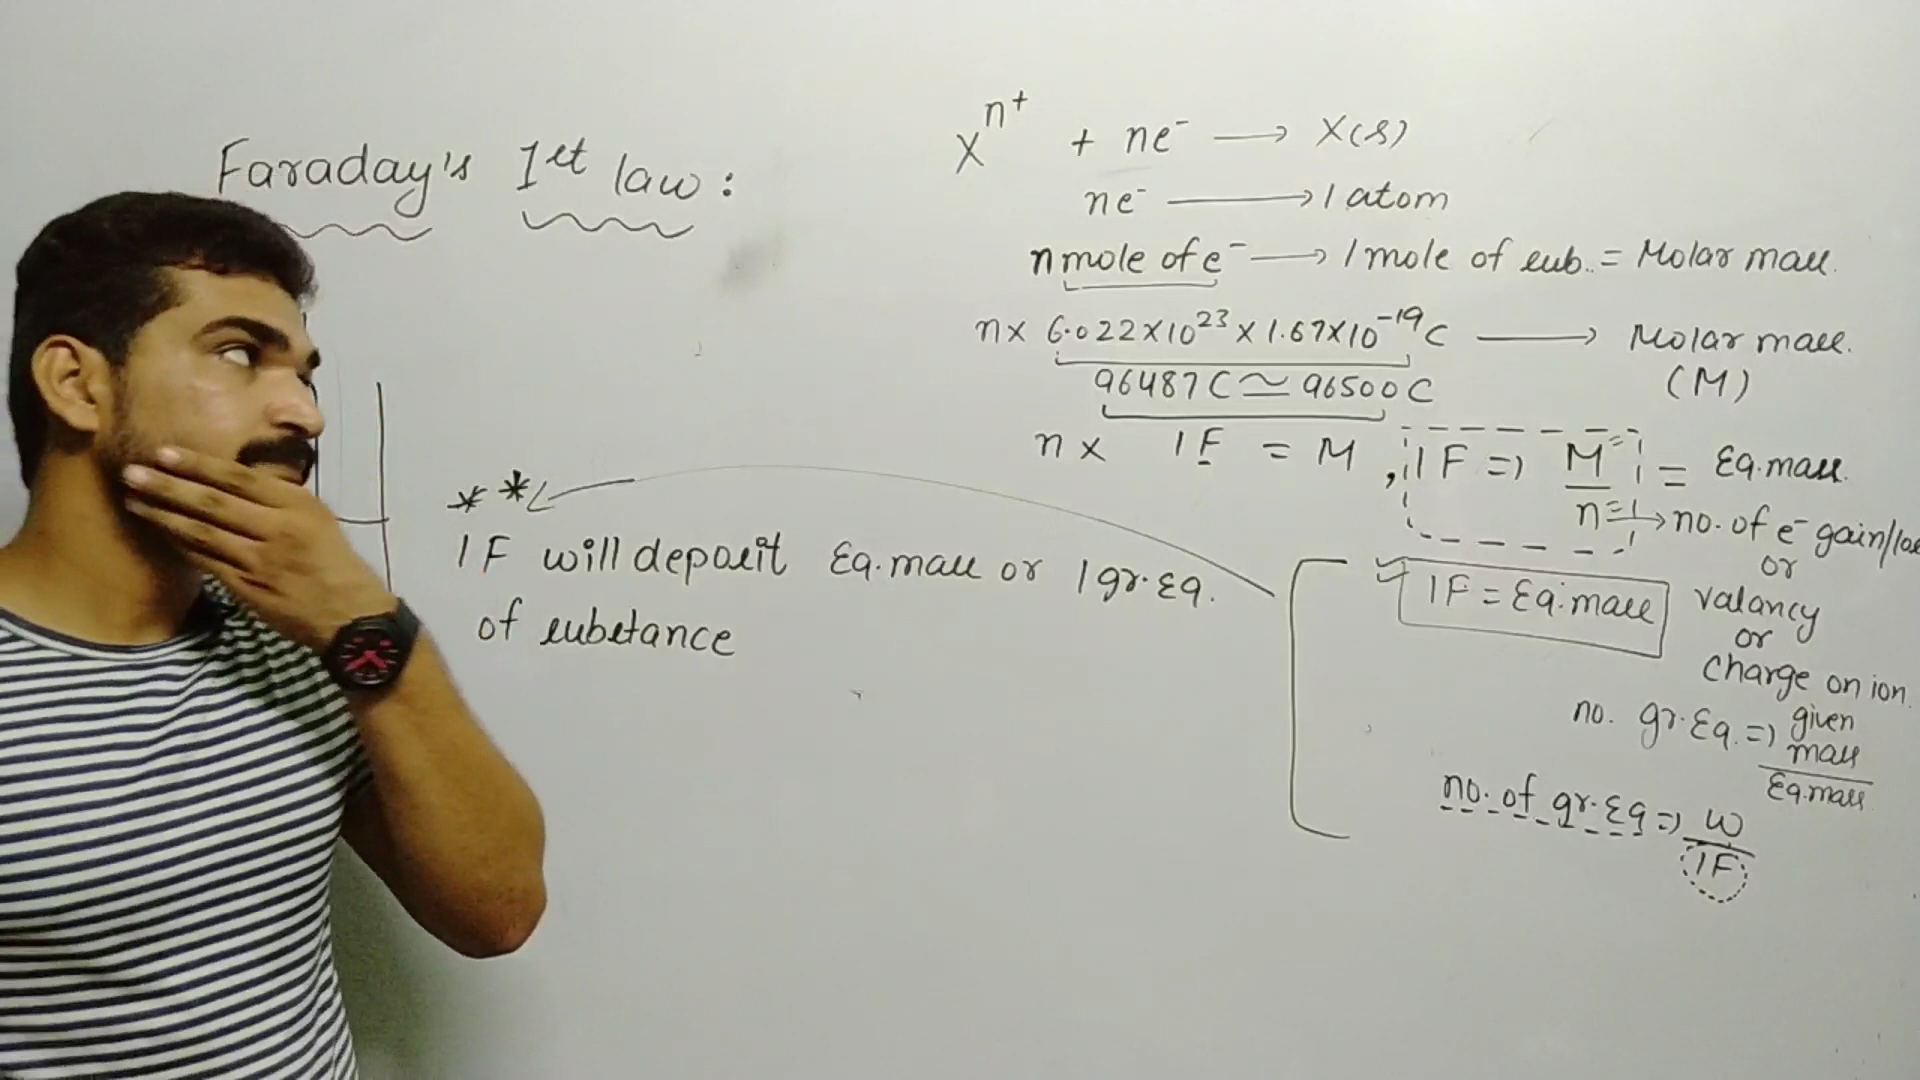 Faraday's 1st law:
** 
1F will deposit Eq. mass or 1 gr. Eq.
of substance
Xⁿ⁺ + ne⁻ → X(s)
ne⁻ → 1 atom
n mole of e⁻ → 1 mole of sub. = Molar mass.
n × 6.022×10²³ × 1.67×10⁻¹⁹ C → Molar mass.
(M)
96487 C ≃ 96500 C
n × 1F = M, 1F => M/n = Eq. mass.
→ no. of e⁻ gain/
or
valancy
or
charge on ion.
1F = Eq. mass
no. gr. Eq. => given mass / Eq. mass
no. of gr. Eq => w / 1F